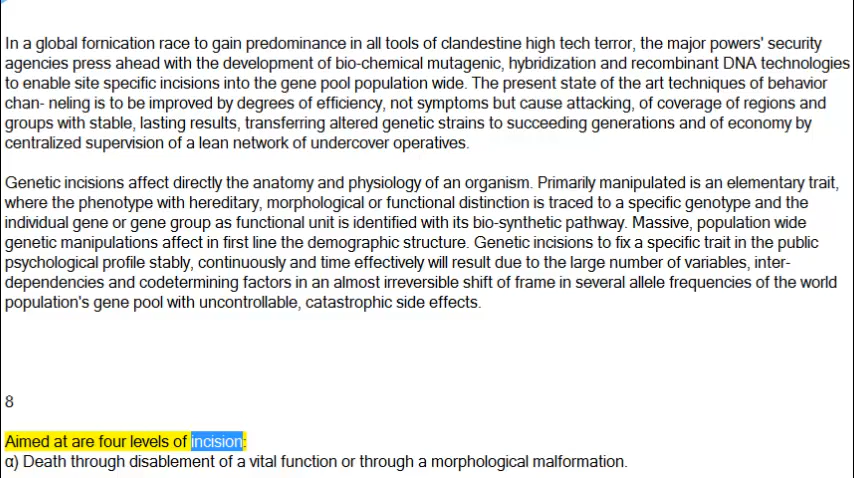 In a global fornication race to gain predominance in all tools of clandestine high tech terror, the major powers' security
agencies press ahead with the development of bio-chemical mutagenic, hybridization and recombinant DNA technologies
to enable site specific incisions into the gene pool population wide. The present state of the art techniques of behavior
chan- neling is to be improved by degrees of efficiency, not symptoms but cause attacking, of coverage of regions and
groups with stable, lasting results, transferring altered genetic strains to succeeding generations and of economy by
centralized supervision of a lean network of undercover operatives.
Genetic incisions affect directly the anatomy and physiology of an organism. Primarily manipulated is an elementary trait,
where the phenotype with hereditary, morphological or functional distinction is traced to a specific genotype and the
individual gene or gene group as functional unit is identified with its bio-synthetic pathway. Massive, population wide
genetic manipulations affect in first line the demographic structure. Genetic incisions to fix a specific trait in the public
psychological profile stably, continuously and time effectively will result due to the large number of variables, inter-
dependencies and codetermining factors in an almost irreversible shift of frame in several allele frequencies of the world
population's gene pool with uncontrollable, catastrophic side effects.
8
Aimed at are four levels of incision:
α) Death through disablement of a vital function or through a morphological malformation.